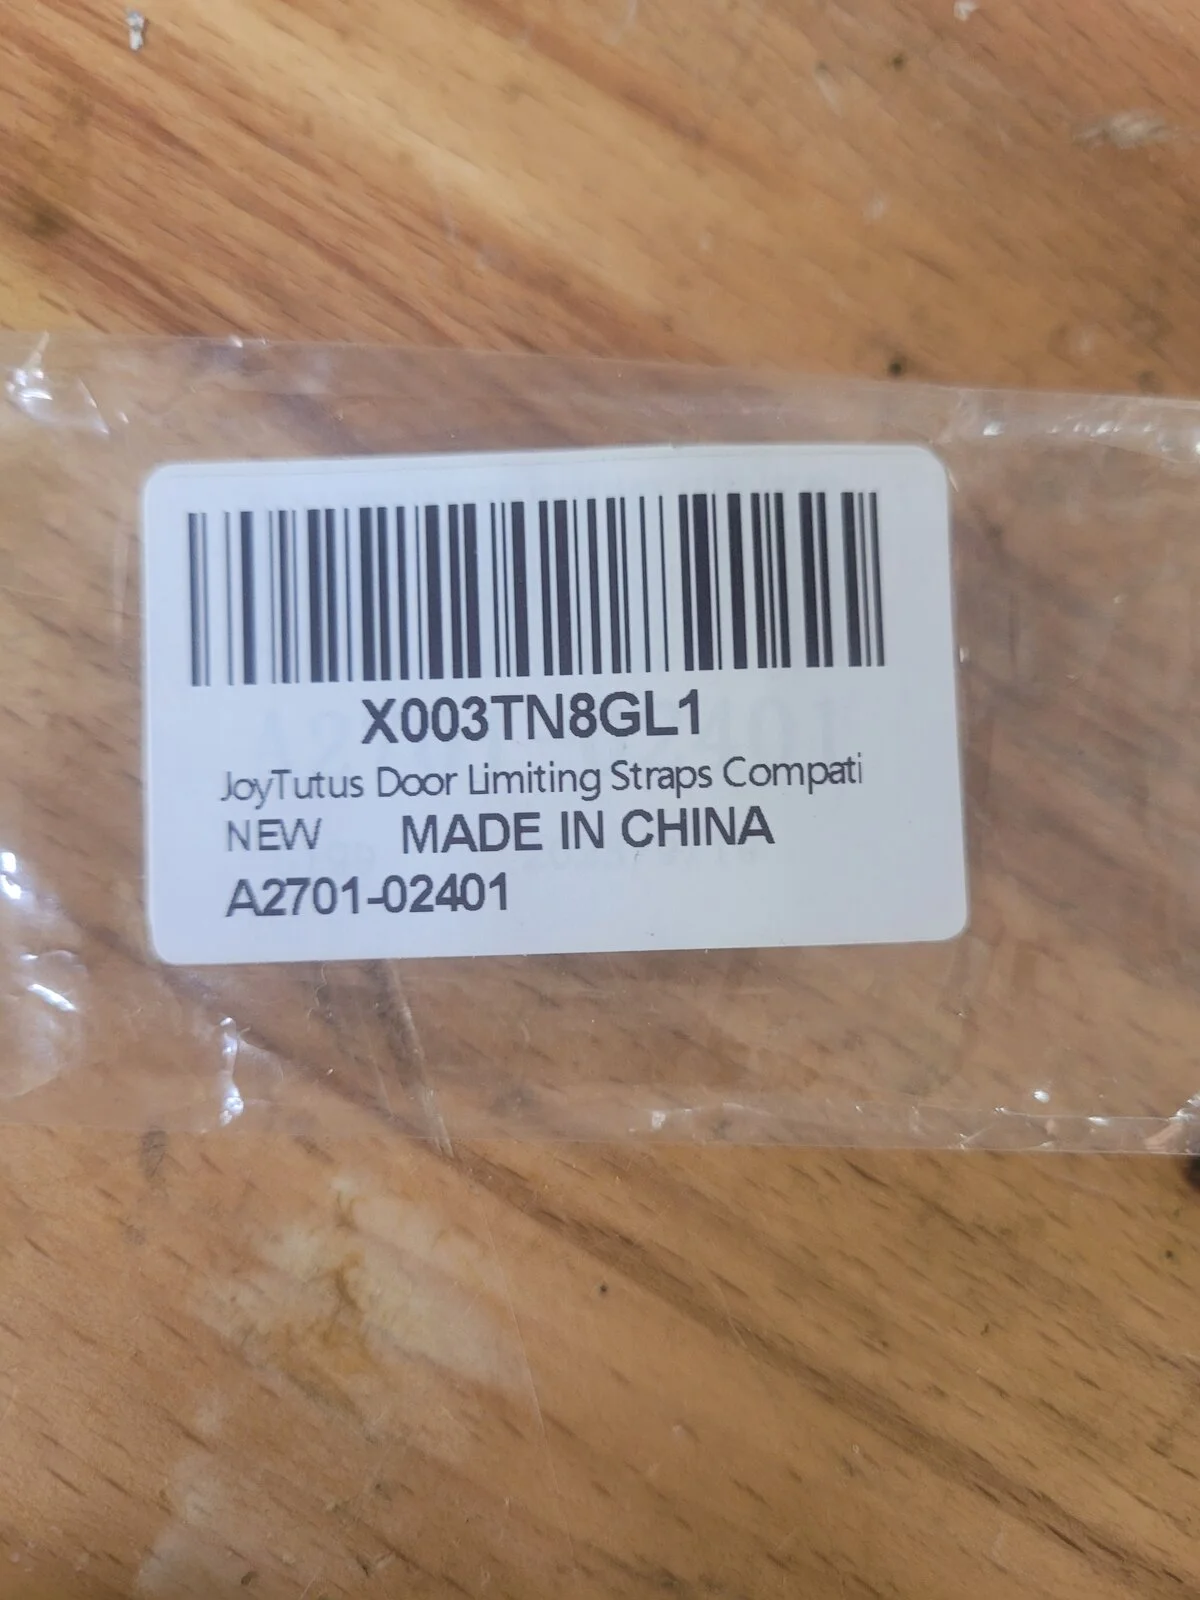 X003TN8GL1
JoyTutus Door Limiting Straps Compati
NEW MADE IN CHINA
A2701-02401